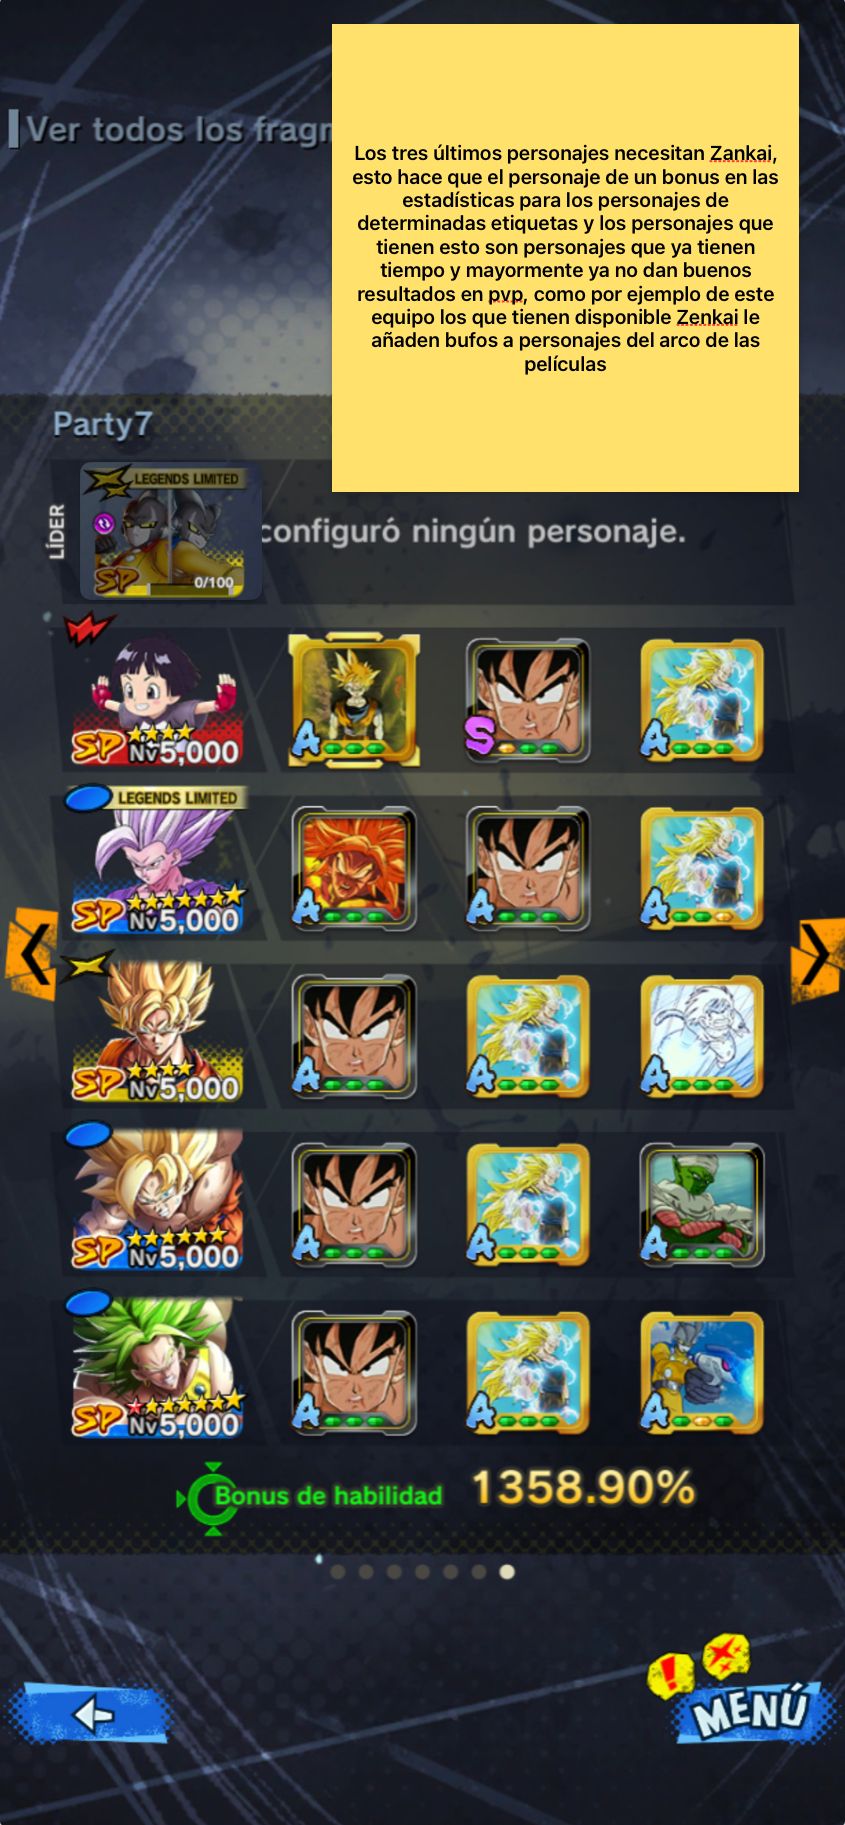 Ver todos los fragm
Los tres últimos personajes necesitan Zankai,
esto hace que el personaje de un bonus en las
estadísticas para los personajes de
determinadas etiquetas y los personajes que
tienen esto son personajes que ya tienen
tiempo y mayormente ya no dan buenos
resultados en pvp, como por ejemplo de este
equipo los que tienen disponible Zenkai le
añaden bufos a personajes del arco de las
películas
Party7
LÍDER
LEGENDS LIMITED
SP
0/100
configuró ningún personaje.
SP Nv5,000
A
S
A
LEGENDS LIMITED
SP Nv5,000
A
A
A
SP Nv5,000
A
A
A
SP Nv5,000
A
A
A
SP Nv5,000
A
A
A
Bonus de habilidad 1358.90%
MENÚ